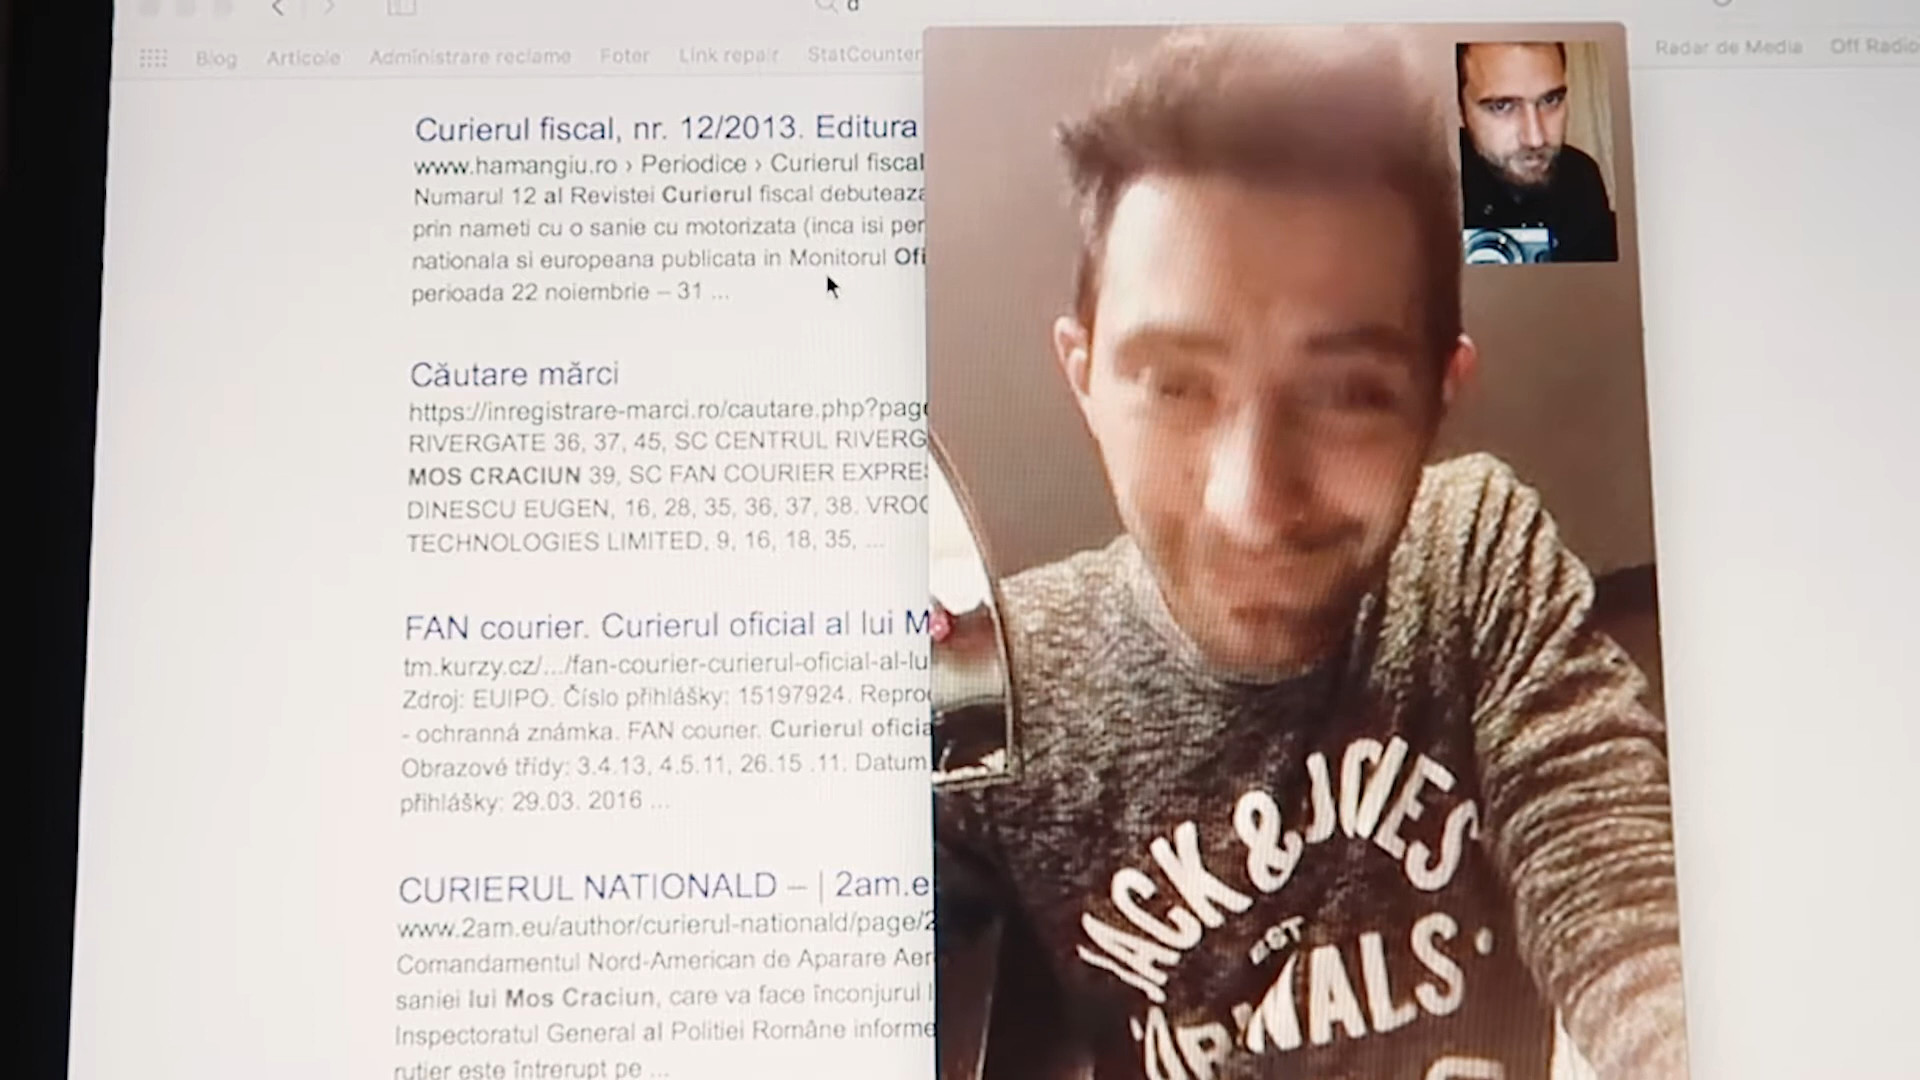 d
Blog Articole Administrare reclame Foter Link repair StatCounter Radar de Media Off Radio
Curierul fiscal, nr. 12/2013. Editura
www.hamangiu.ro › Periodice › Curierul fiscal
Numarul 12 al Revistei Curierul fiscal debuteaza
prin nameti cu o sanie cu motorizata (inca isi per
nationala si europeana publicata in Monitorul Ofi
perioada 22 noiembrie – 31 ...
Căutare mărci
https://inregistrare-marci.ro/cautare.php?pag
RIVERGATE 36, 37, 45, SC CENTRUL RIVERG
MOS CRACIUN 39, SC FAN COURIER EXPRE
DINESCU EUGEN, 16, 28, 35, 36, 37, 38. VRO
TECHNOLOGIES LIMITED, 9, 16, 18, 35, ...
FAN courier. Curierul oficial al lui M
tm.kurzy.cz/.../fan-courier-curierul-oficial-al-lu
Zdroj: EUIPO. Číslo přihlášky: 15197924. Repro
- ochranná známka. FAN courier. Curierul oficia
Obrazové třídy: 3.4.13, 4.5.11, 26.15 .11. Datum
přihlášky: 29.03. 2016 ...
CURIERUL NATIONALD – | 2am.e
www.2am.eu/author/curierul-nationald/page/2
Comandamentul Nord-American de Aparare Aer
saniei lui Mos Craciun, care va face înconjurul
Inspectoratul General al Politiei Române inform
rutier este întrerupt pe ...
JACK & JONES
EST